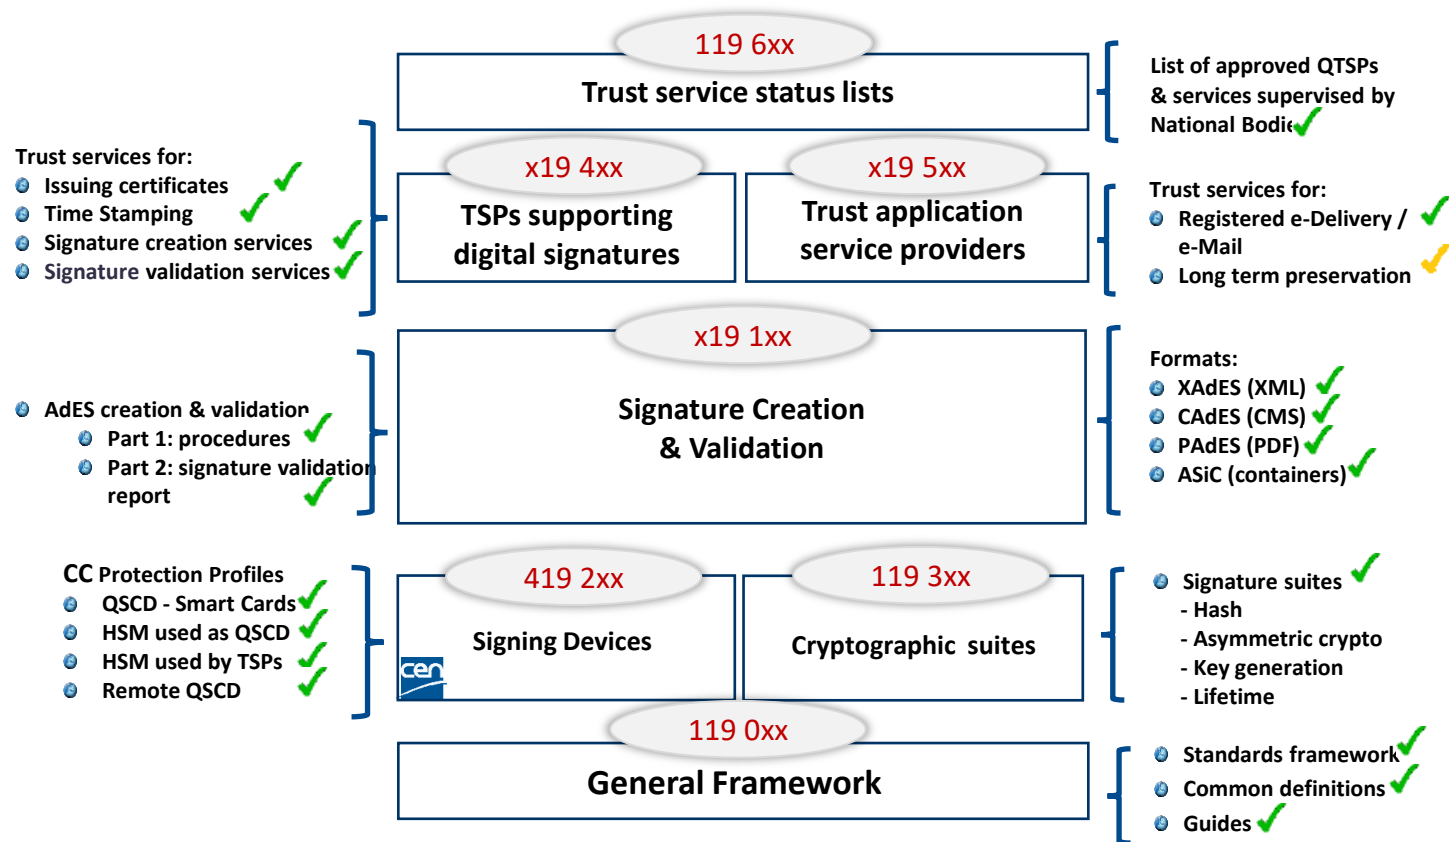 119 6xx
Trust service status lists
List of approved QTSPs
& services supervised by
National Bodie
Trust services for:
Issuing certificates
Time Stamping
Signature creation services
Signature validation services
x19 4xx
TSPs supporting
digital signatures
x19 5xx
Trust application
service providers
Trust services for:
Registered e-Delivery /
e-Mail
Long term preservation
x19 1xx
Signature Creation
& Validation
AdES creation & validation
Part 1: procedures
Part 2: signature validation
report
Formats:
XAdES (XML)
CAdES (CMS)
PAdES (PDF)
ASiC (containers)
CC Protection Profiles
QSCD - Smart Cards
HSM used as QSCD
HSM used by TSPs
Remote QSCD
419 2xx
Signing Devices
cen
119 3xx
Cryptographic suites
Signature suites
- Hash
- Asymmetric crypto
- Key generation
- Lifetime
119 0xx
General Framework
Standards framework
Common definitions
Guides